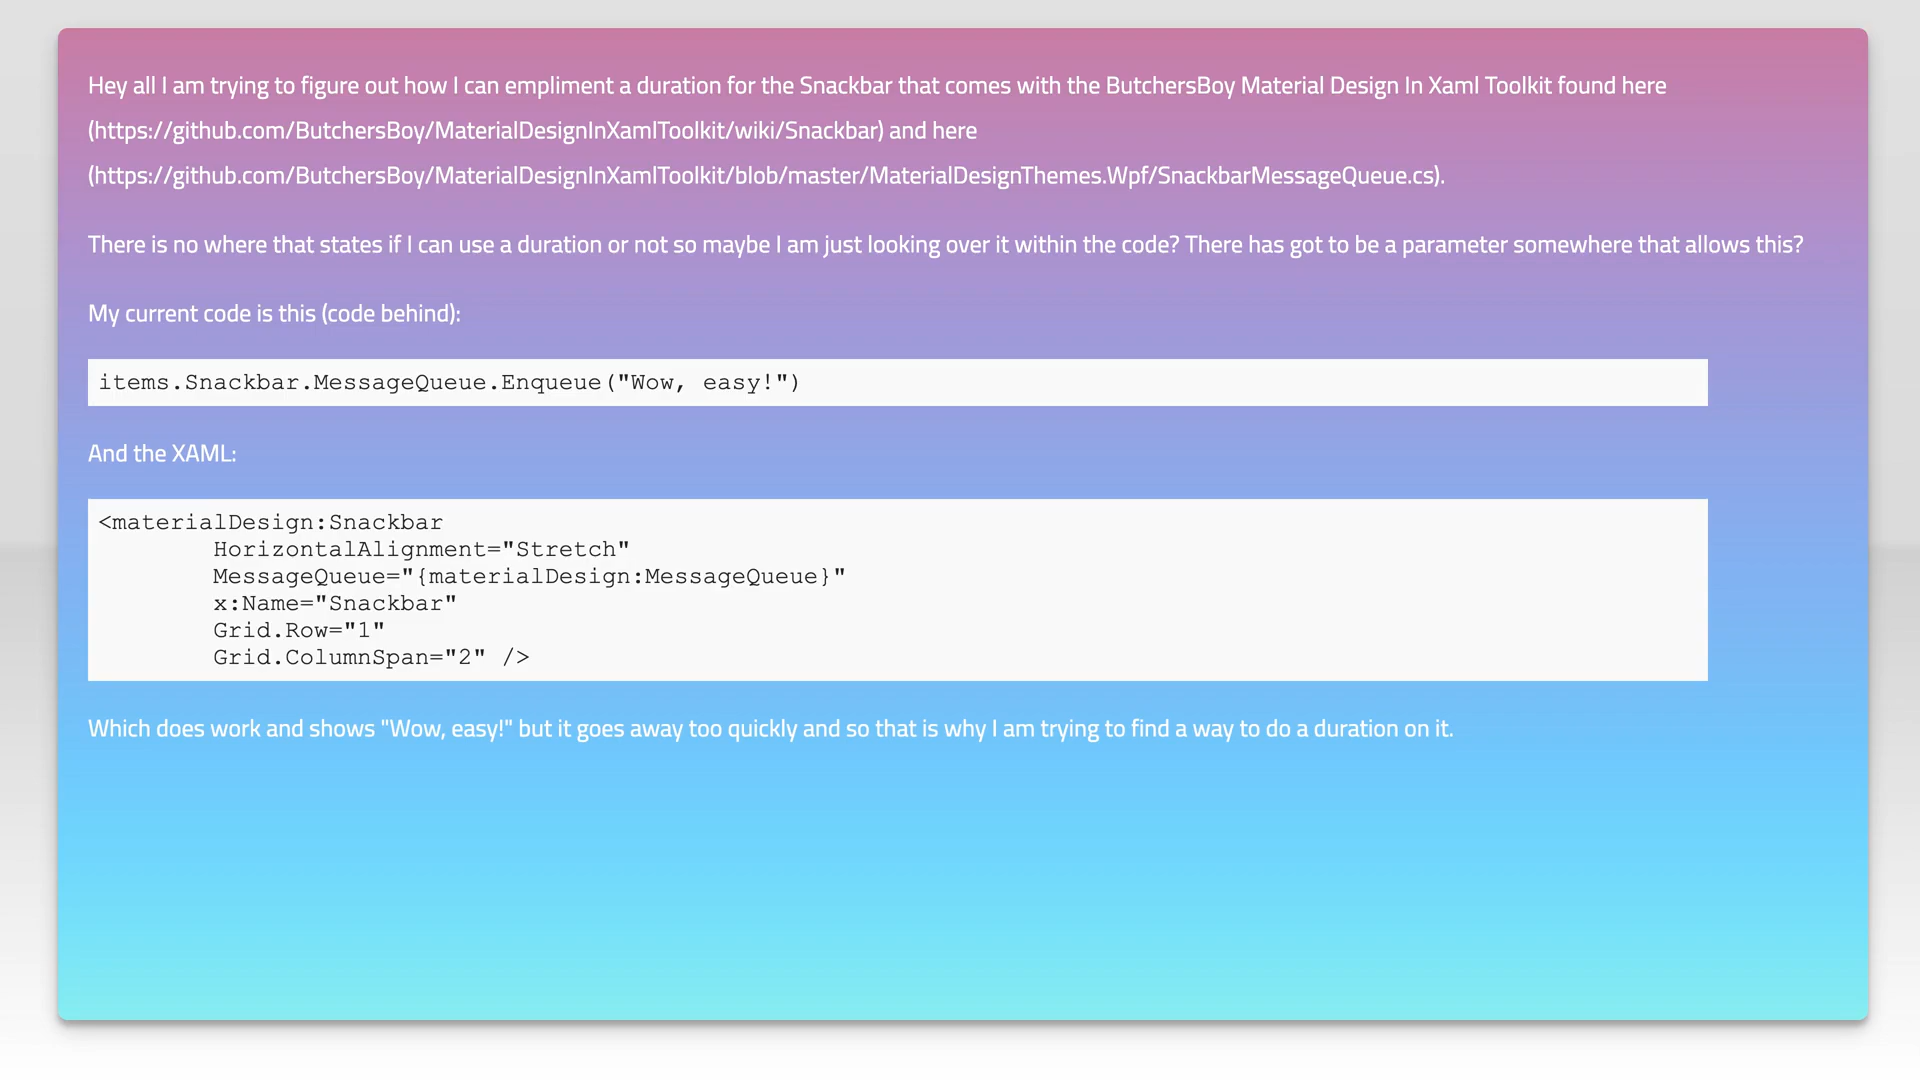 Hey all I am trying to figure out how I can empliment a duration for the Snackbar that comes with the ButchersBoy Material Design In Xaml Toolkit found here
(https://github.com/ButchersBoy/MaterialDesignInXamlToolkit/wiki/Snackbar) and here
(https://github.com/ButchersBoy/MaterialDesignInXamlToolkit/blob/master/MaterialDesignThemes.Wpf/SnackbarMessageQueue.cs).
There is no where that states if I can use a duration or not so maybe I am just looking over it within the code? There has got to be a parameter somewhere that allows this?
My current code is this (code behind):
items.Snackbar.MessageQueue.Enqueue("Wow, easy!")
And the XAML:
<materialDesign:Snackbar
        HorizontalAlignment="Stretch"
        MessageQueue="{materialDesign:MessageQueue}"
        x:Name="Snackbar"
        Grid.Row="1"
        Grid.ColumnSpan="2" />
Which does work and shows "Wow, easy!" but it goes away too quickly and so that is why I am trying to find a way to do a duration on it.